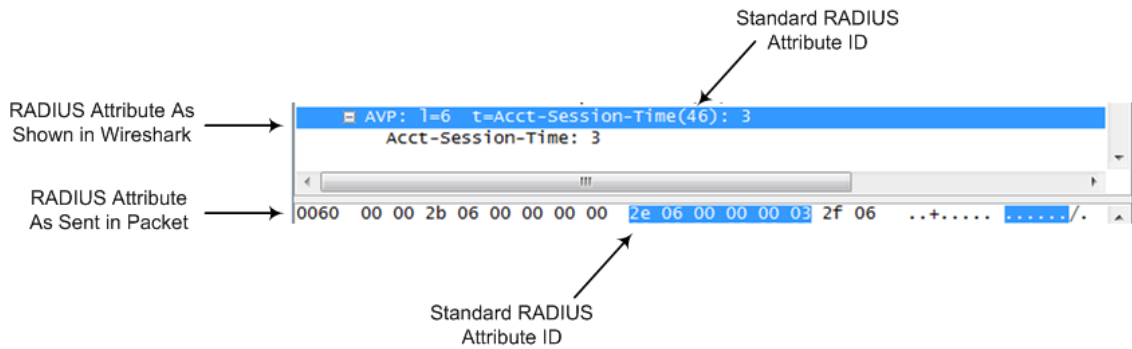 Standard RADIUS
Attribute ID
RADIUS Attribute As
Shown in Wireshark
AVP: l=6 t=Acct-Session-Time(46): 3
Acct-Session-Time: 3
RADIUS Attribute
As Sent in Packet
0060 00 00 2b 06 00 00 00 00 2e 06 00 00 00 03 2f 06 ..+..... ....../.
Standard RADIUS
Attribute ID